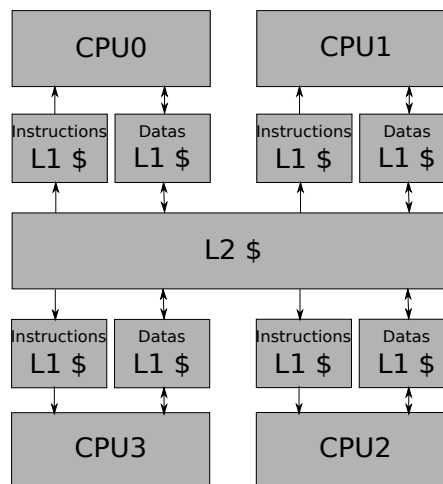 CPU0
CPU1
Instructions
L1 $
Datas
L1 $
Instructions
L1 $
Datas
L1 $
L2 $
Instructions
L1 $
Datas
L1 $
Instructions
L1 $
Datas
L1 $
CPU3
CPU2